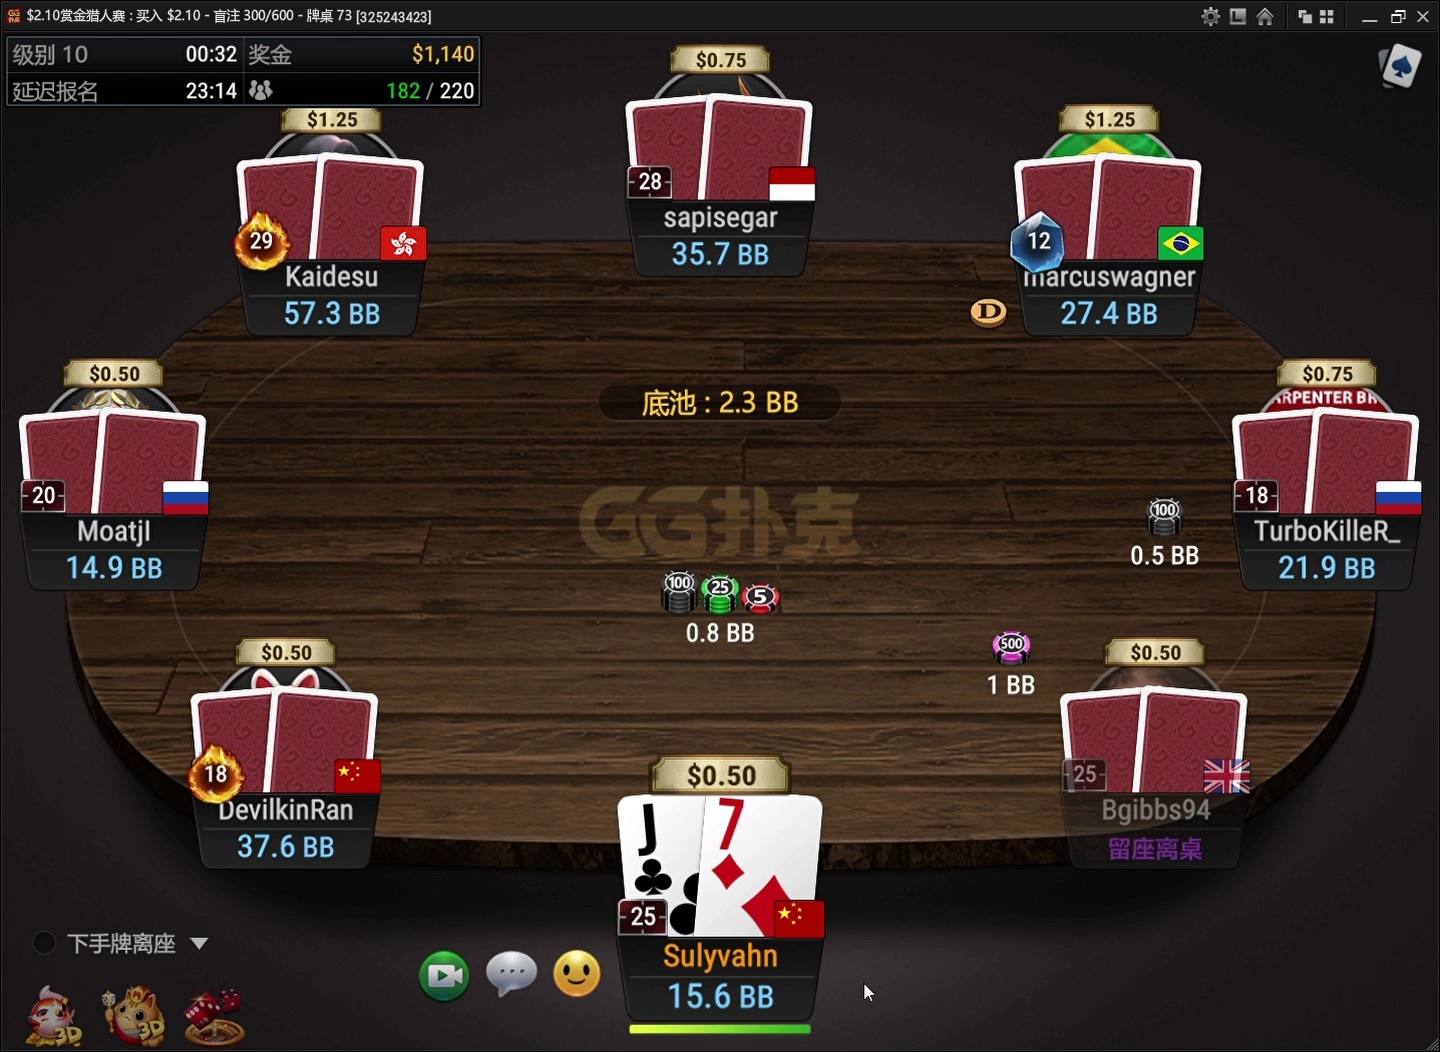 $2.10赏金猎人赛 : 买入 $2.10 - 盲注 300/600 - 牌桌 73 [325243423]
级别 10 00:32 奖金 $1,140
延迟报名 23:14 182 / 220
$0.75
28
sapisegar
35.7 BB
$1.25
29
Kaidesu
57.3 BB
$1.25
12
marcuswagner
27.4 BB
D
$0.50
20
Moatjl
14.9 BB
底池 : 2.3 BB
$0.75
RPENTER BR
18
TurboKilleR_
21.9 BB
GG扑克
100
0.5 BB
100 25 5
0.8 BB
500
1 BB
$0.50
18
DevilkinRan
37.6 BB
$0.50
25
Bgibbs94
留座离桌
$0.50
J 7
25
Sulyvahn
15.6 BB
下手牌离座
3D 3D